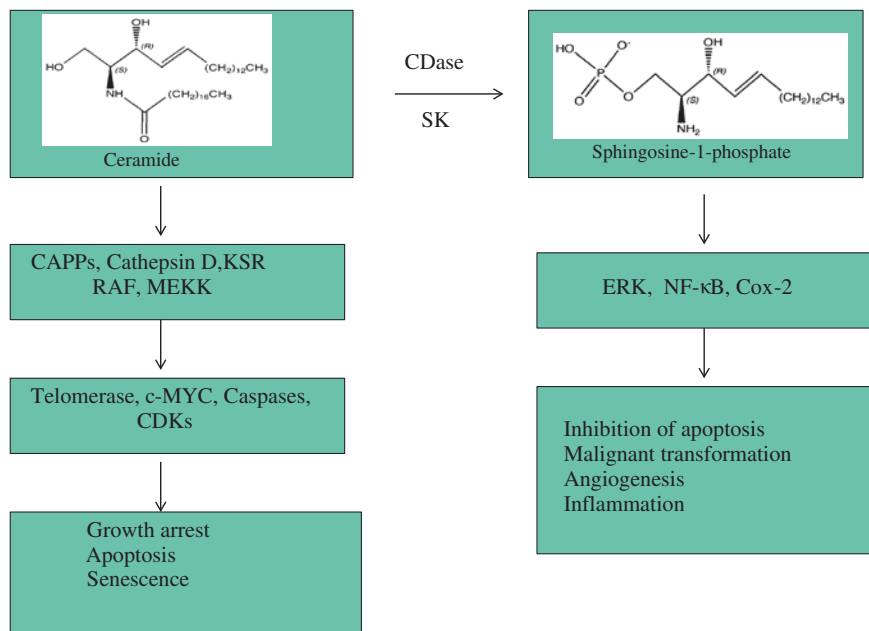 OH
(R)
HO
(S)
(CH₂)₁₂CH₃
NH
(CH₂)₁₆CH₃
O
Ceramide
CDase
SK
HO
O⁻
P
O
O
OH
(R)
(S)
NH₂
(CH₂)₁₂CH₃
Sphingosine-1-phosphate
CAPPs, Cathepsin D,KSR
RAF, MEKK
Telomerase, c-MYC, Caspases,
CDKs
Growth arrest
Apoptosis
Senescence
ERK, NF-κB, Cox-2
Inhibition of apoptosis
Malignant transformation
Angiogenesis
Inflammation